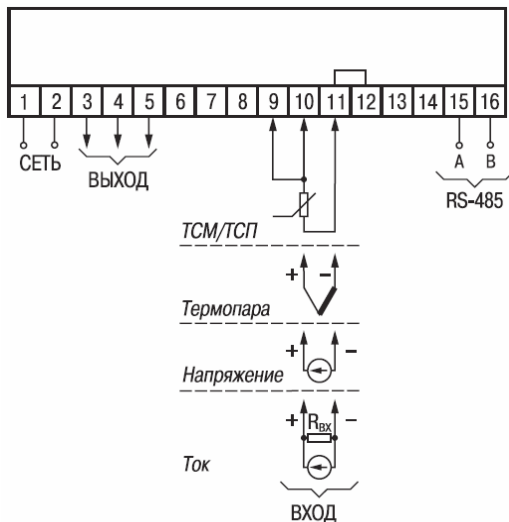 1 2 3 4 5 6 7 8 9 10 11 12 13 14 15 16
СЕТЬ
ВЫХОД
A B
RS-485
ТСМ/ТСП
+ –
Термопара
+ –
Напряжение
+ –
Rвх
Ток
ВХОД